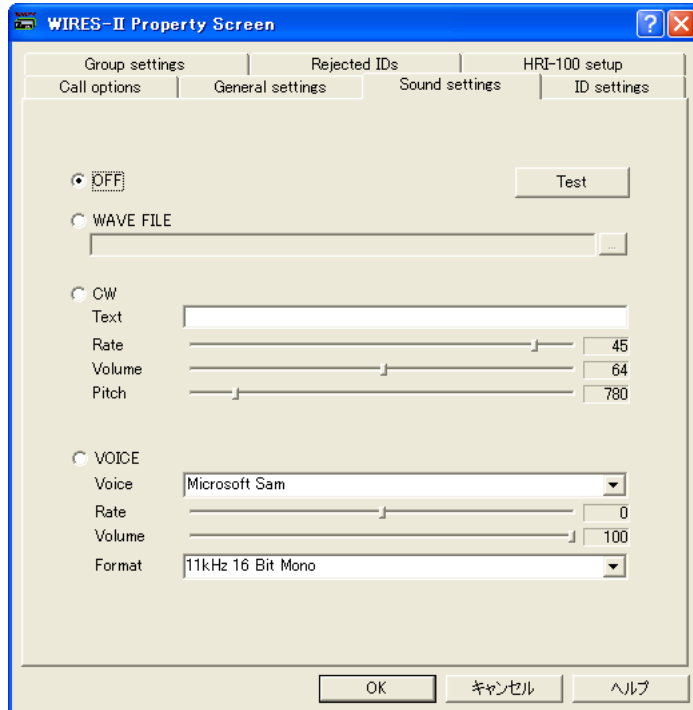 WIRES-II Property Screen
Group settings Rejected IDs HRI-100 setup
Call options General settings Sound settings ID settings
OFF Test
WAVE FILE
...
CW
Text
Rate 45
Volume 64
Pitch 780
VOICE
Voice Microsoft Sam
Rate 0
Volume 100
Format 11kHz 16 Bit Mono
OK キャンセル ヘルプ